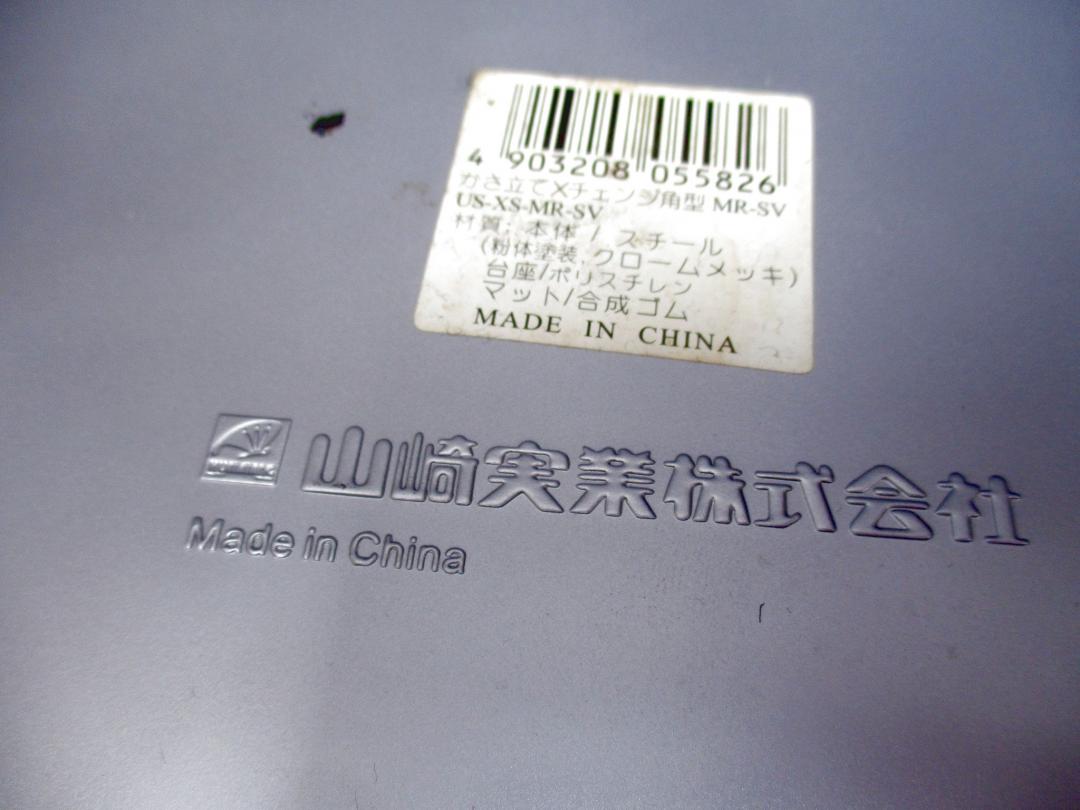 4 903208 055826
かさ立てXチェンジ角型 MR-SV
US-XS-MR-SV
材質: 本体 / スチール
(粉体塗装, クロームメッキ)
台座/ポリスチレン
マット/合成ゴム
MADE IN CHINA
山崎実業株式会社
Made in China